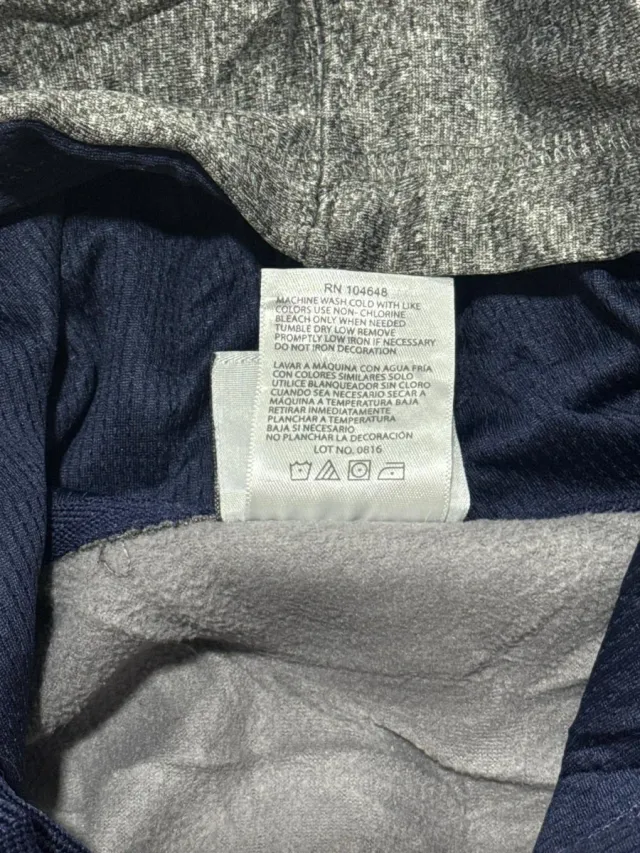 RN 104648
MACHINE WASH COLD WITH LIKE
COLORS USE NON- CHLORINE
BLEACH ONLY WHEN NEEDED
TUMBLE DRY LOW REMOVE
PROMPTLY LOW IRON IF NECESSARY
DO NOT IRON DECORATION
LAVAR A MÁQUINA CON AGUA FRÍA
CON COLORES SIMILARES SOLO
UTILICE BLANQUEADOR SIN CLORO
CUANDO SEA NECESARIO SECAR A
MÁQUINA A TEMPERATURA BAJA
RETIRAR INMEDIATAMENTE
PLANCHAR A TEMPERATURA
BAJA SI NECESARIO
NO PLANCHAR LA DECORACIÓN
LOT NO. 0816